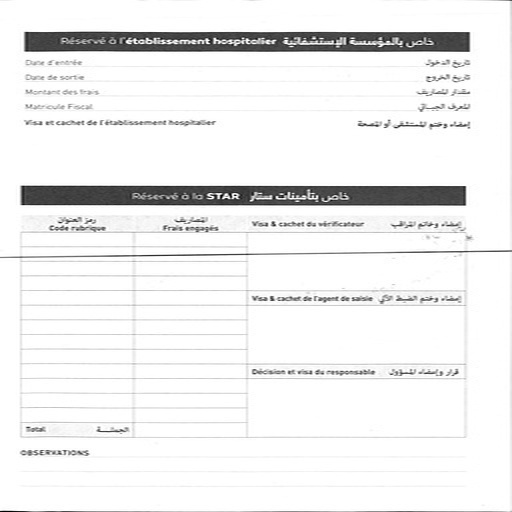 Réservé à l'établissement hospitalier خاص بالمؤسسة الإستشفائية
Date d'entrée تاريخ الدخول
Date de sortie تاريخ الخروج
Montant des frais مقدار المصاريف
Matricule Fiscal المعرف الجبائي
Visa et cachet de l'établissement hospitalier إمضاء وختم المستشفى أو المصحة
Réservé à la STAR خاص بتأمينات ستار
رمز العنوان المصاريف
Code rubrique Frais engagés Visa & cachet du vérificateur إمضاء وخاتم المراقب
Visa & cachet de l'agent de saisie إمضاء وختم الضبط الآلي
Décision et visa du responsable قرار وإمضاء المسؤول
Total الجملة
OBSERVATIONS